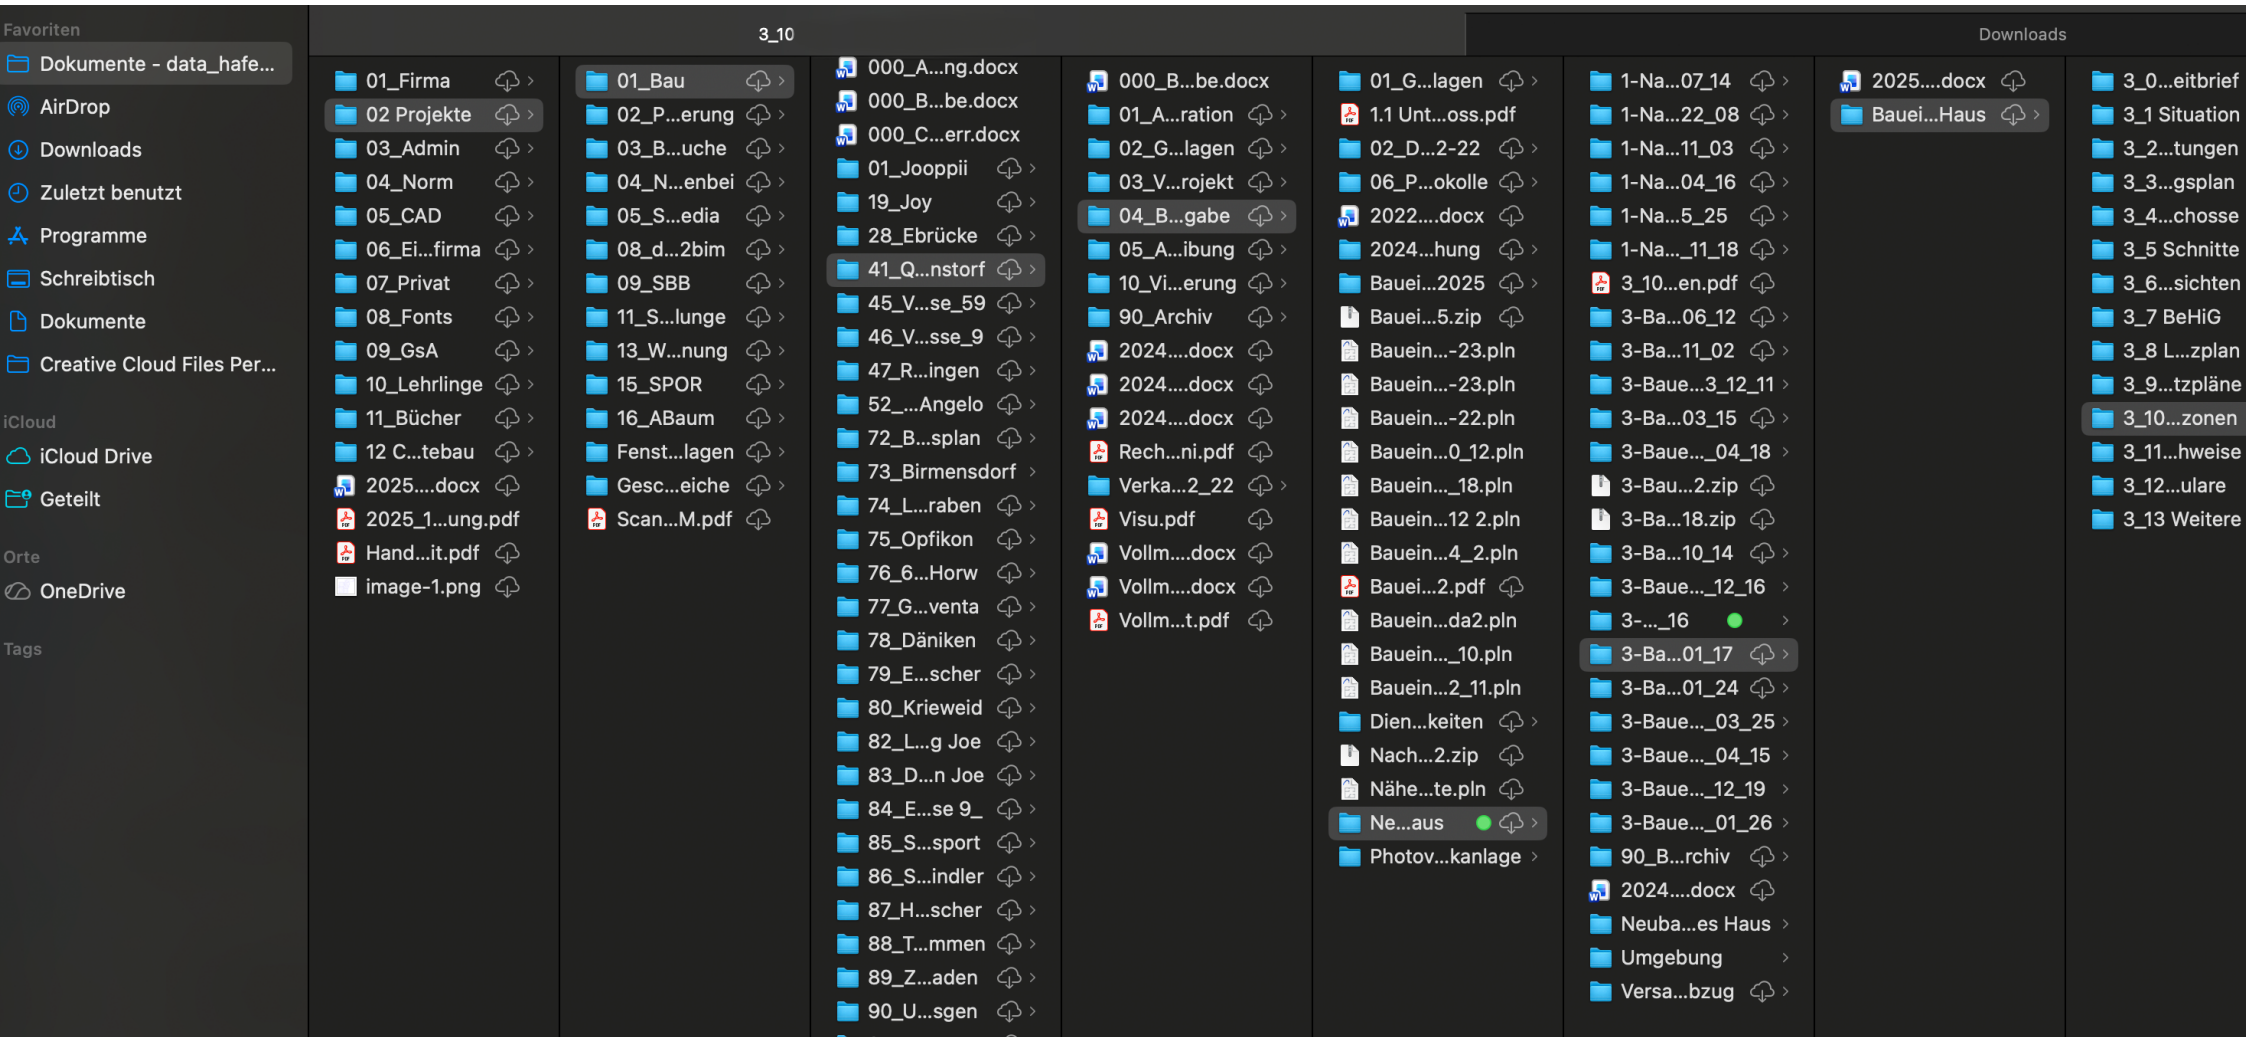 Favoriten
Dokumente - data_hafe...
AirDrop
Downloads
Zuletzt benutzt
Programme
Schreibtisch
Dokumente
Creative Cloud Files Per...
iCloud
iCloud Drive
Geteilt
Orte
OneDrive
Tags
3_10
Downloads
01_Firma
02 Projekte
03_Admin
04_Norm
05_CAD
06_Ei...firma
07_Privat
08_Fonts
09_GsA
10_Lehrlinge
11_Bücher
12 C...tebau
2025....docx
2025_1...ung.pdf
Hand...it.pdf
image-1.png
01_Bau
02_P...erung
03_B...uche
04_N...enbei
05_S...edia
08_d...2bim
09_SBB
11_S...lunge
13_W...nung
15_SPOR
16_ABaum
Fenst...lagen
Gesc...eiche
Scan...M.pdf
000_A...ng.docx
000_B...be.docx
000_C...err.docx
01_Jooppii
19_Joy
28_Ebrücke
41_Q...nstorf
45_V...se_59
46_V...sse_9
47_R...ingen
52_...Angelo
72_B...splan
73_Birmensdorf
74_L...raben
75_Opfikon
76_6...Horw
77_G...venta
78_Däniken
79_E...scher
80_Krieweid
82_L...g Joe
83_D...n Joe
84_E...se 9_
85_S...sport
86_S...indler
87_H...scher
88_T...mmen
89_Z...aden
90_U...sgen
000_B...be.docx
01_A...ration
02_G...lagen
03_V...rojekt
04_B...gabe
05_A...ibung
10_Vi...erung
90_Archiv
2024....docx
2024....docx
2024....docx
Rech...ni.pdf
Verka...2_22
Visu.pdf
Vollm....docx
Vollm....docx
Vollm...t.pdf
01_G...lagen
1.1 Unt...oss.pdf
02_D...2-22
06_P...okolle
2022....docx
2024...hung
Bauei...2025
Bauei...5.zip
Bauein...-23.pln
Bauein...-23.pln
Bauein...-22.pln
Bauein...0_12.pln
Bauein..._18.pln
Bauein...12 2.pln
Bauein...4_2.pln
Bauei...2.pdf
Bauein...da2.pln
Bauein..._10.pln
Bauein...2_11.pln
Dien...keiten
Nach...2.zip
Nähe...te.pln
Ne...aus
Photov...kanlage
1-Na...07_14
1-Na...22_08
1-Na...11_03
1-Na...04_16
1-Na...5_25
1-Na..._11_18
3_10...en.pdf
3-Ba...06_12
3-Ba...11_02
3-Baue...3_12_11
3-Ba...03_15
3-Baue..._04_18
3-Bau...2.zip
3-Ba...18.zip
3-Ba...10_14
3-Baue..._12_16
3-..._16
3-Ba...01_17
3-Ba...01_24
3-Baue..._03_25
3-Baue..._04_15
3-Baue..._12_19
3-Baue..._01_26
90_B...rchiv
2024....docx
Neuba...es Haus
Umgebung
Versa...bzug
2025....docx
Bauei...Haus
3_0...eitbrief
3_1 Situation
3_2...tungen
3_3...gsplan
3_4...chosse
3_5 Schnitte
3_6...sichten
3_7 BeHiG
3_8 L...zplan
3_9...tzpläne
3_10...zonen
3_11...hweise
3_12...ulare
3_13 Weitere